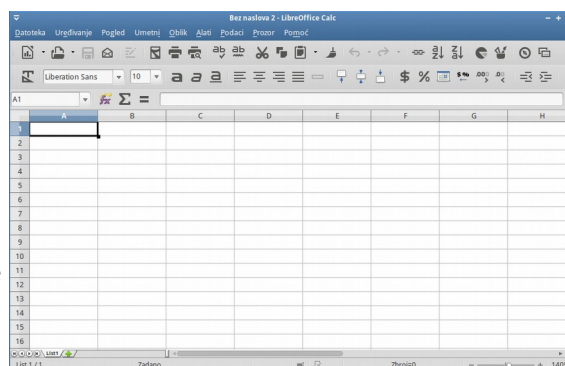 Bez naslova 2 - LibreOffice Calc
Datoteka Uređivanje Pogled Umetni Oblik Alati Podaci Prozor Pomoć
Liberation Sans 10
A1
A B C D E F G H
1
2
3
4
5
6
7
8
9
10
11
12
13
14
15
16
List1
List 1 / 1 Zadano Zbroj=0 140%